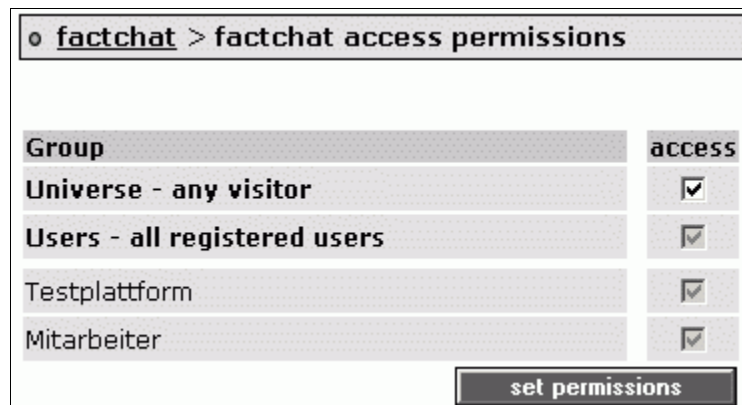 factchat > factchat access permissions
Group access
Universe - any visitor
Users - all registered users
Testplattform
Mitarbeiter
set permissions